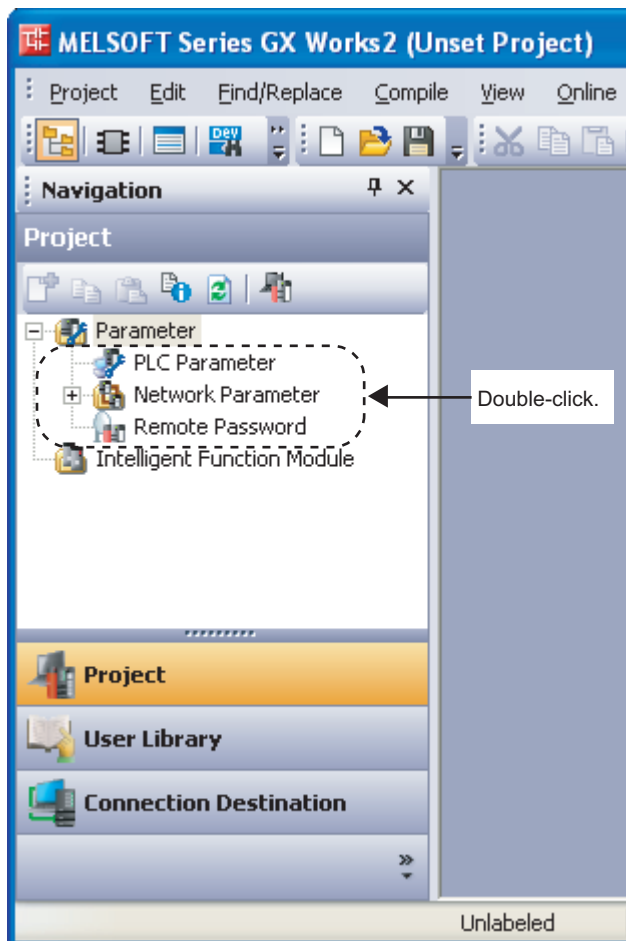 MELSOFT Series GX Works2 (Unset Project)
Project Edit Find/Replace Compile View Online
Dev
Navigation
Project
Parameter
PLC Parameter
Network Parameter
Double-click.
Remote Password
Intelligent Function Module
Project
User Library
Connection Destination
Unlabeled